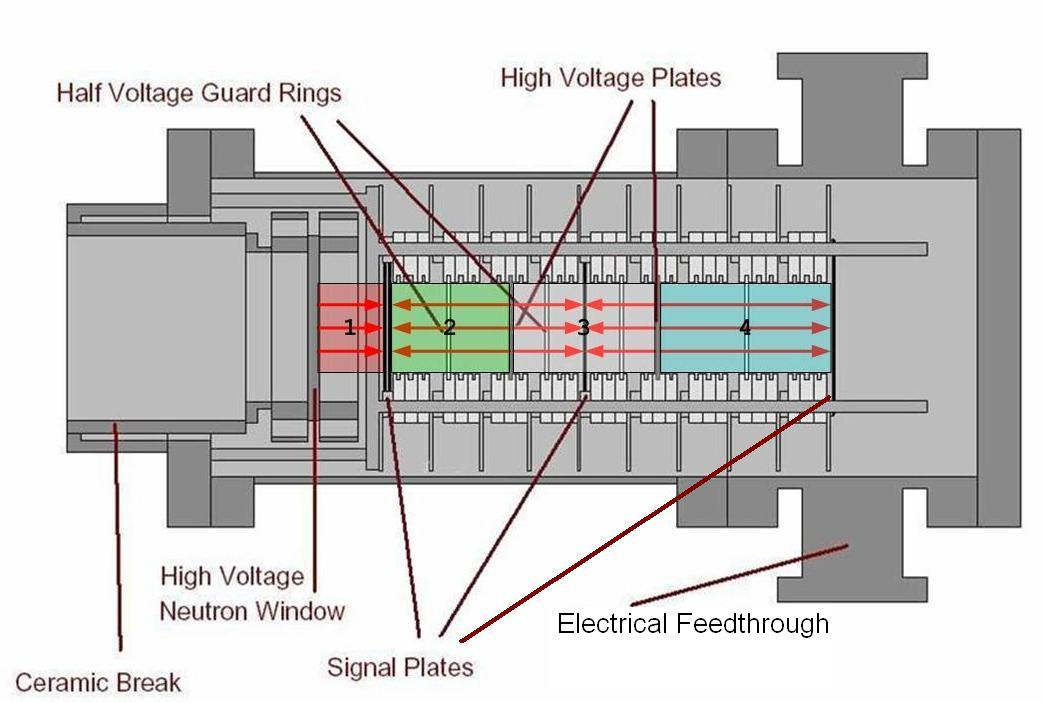 Half Voltage Guard Rings
High Voltage Plates
1
2
3
4
High Voltage
Neutron Window
Electrical Feedthrough
Signal Plates
Ceramic Break